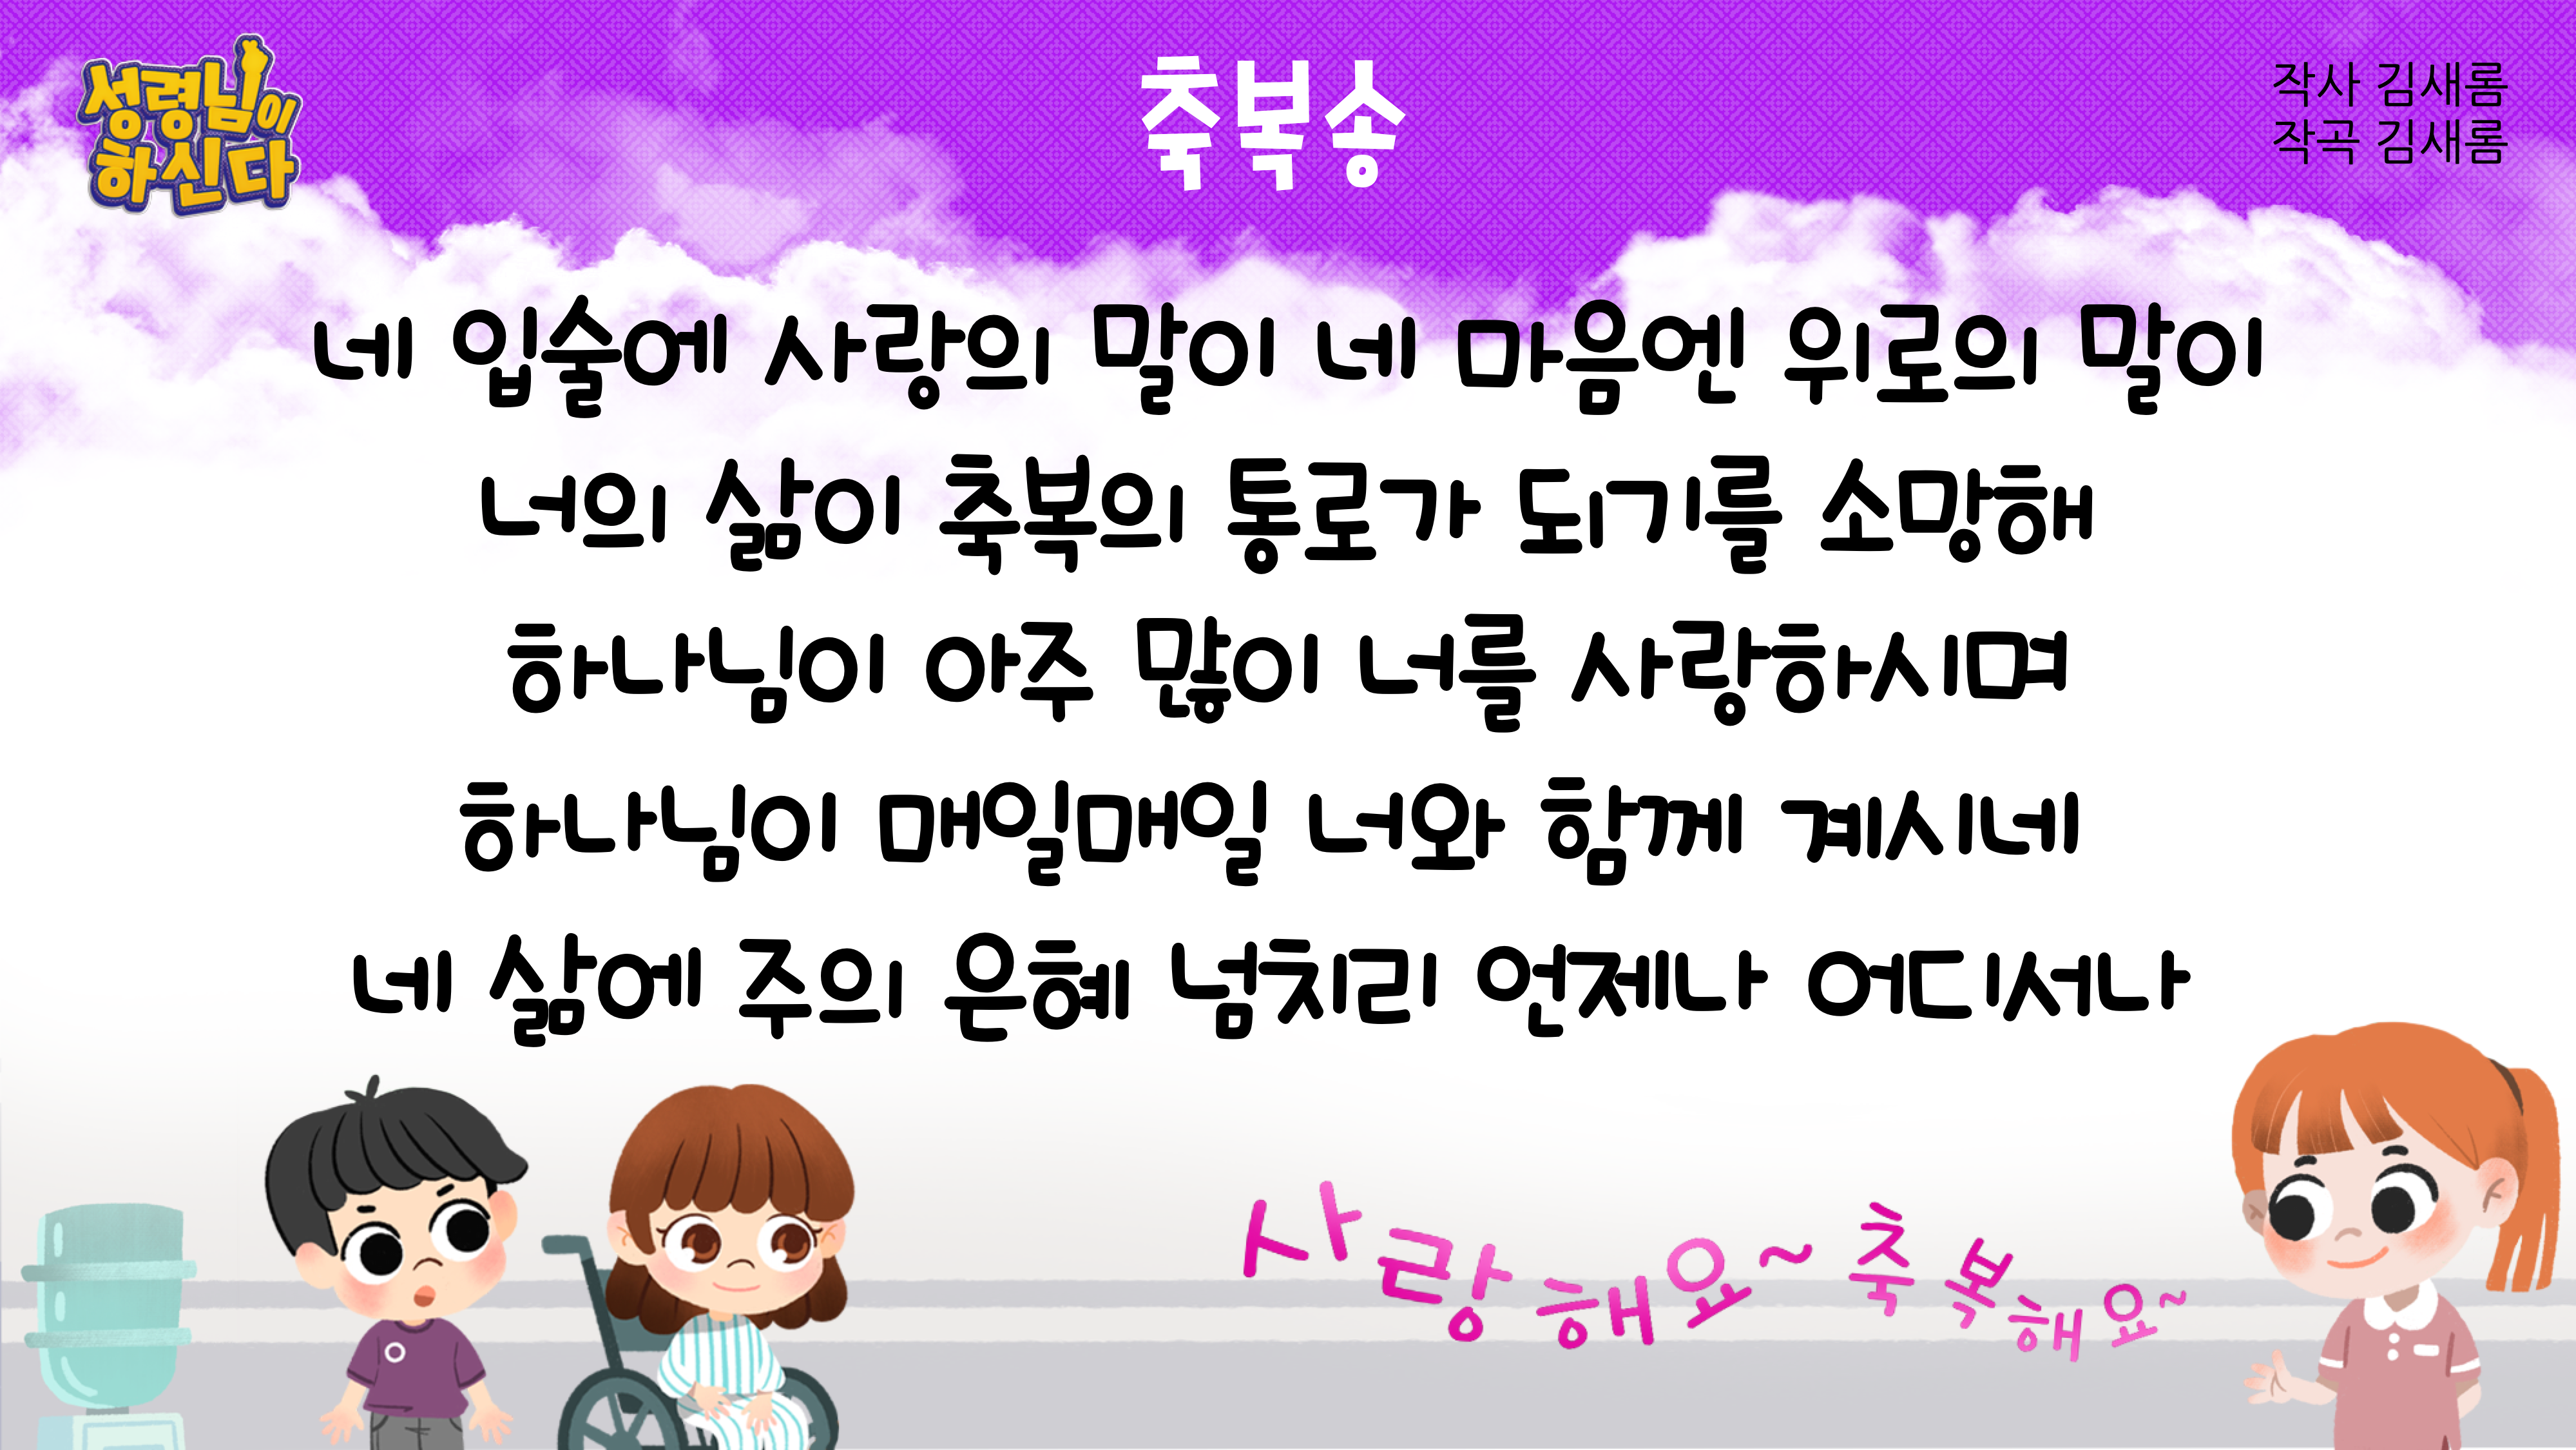 성령님이
하신다
축복송
작사 김새롬
작곡 김새롬
네 입술에 사랑의 말이 네 마음엔 위로의 말이
너의 삶이 축복의 통로가 되기를 소망해
하나님이 아주 많이 너를 사랑하시며
하나님이 매일매일 너와 함께 계시네
네 삶에 주의 은혜 넘치리 언제나 어디서나
사랑해요~ 축복해요~